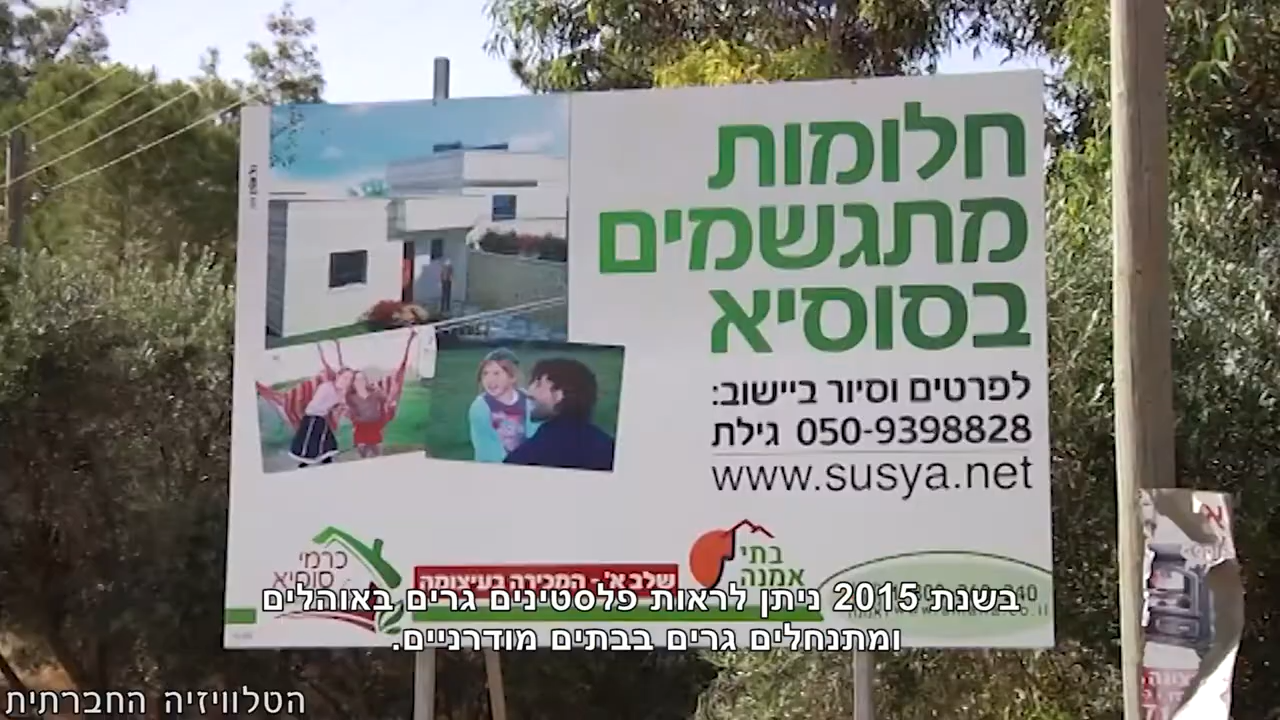 חלומות
מתגשמים
בסוסיא
לפרטים וסיור ביישוב:
050-9398828 גילת
www.susya.net
כרמי
סוסיא
שלב א'- המכירה בעיצומה
בתי
אמנה
בשנת 2015 ניתן לראות פלסטינים גרים באוהלים
ומתנחלים גרים בבתים מודרניים.
הטלוויזיה החברתית